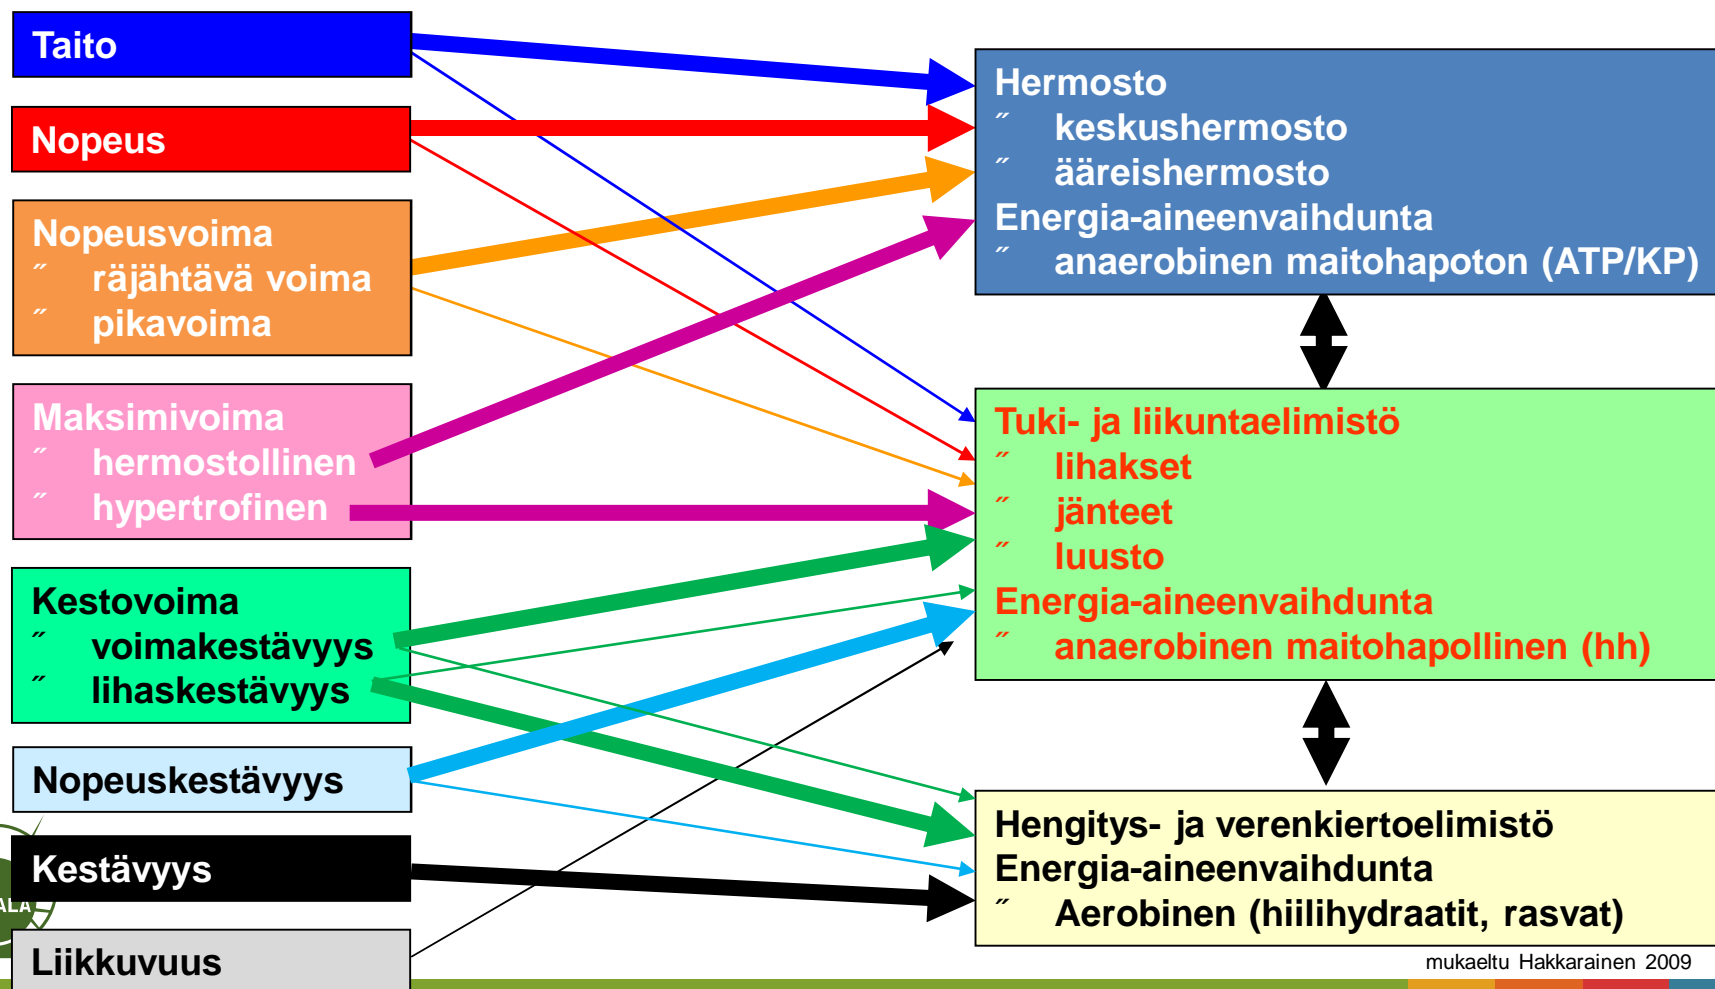 Taito
Nopeus
Nopeusvoima
˝ räjähtävä voima
˝ pikavoima
Maksimivoima
˝ hermostollinen
˝ hypertrofinen
Kestovoima
˝ voimakestävyys
˝ lihaskestävyys
Nopeuskestävyys
Kestävyys
Liikkuvuus
Hermosto
˝ keskushermosto
˝ ääreishermosto
Energia-aineenvaihdunta
˝ anaerobinen maitohapoton (ATP/KP)
Tuki- ja liikuntaelimistö
˝ lihakset
˝ jänteet
˝ luusto
Energia-aineenvaihdunta
˝ anaerobinen maitohapollinen (hh)
Hengitys- ja verenkiertoelimistö
Energia-aineenvaihdunta
˝ Aerobinen (hiilihydraatit, rasvat)
mukaeltu Hakkarainen 2009